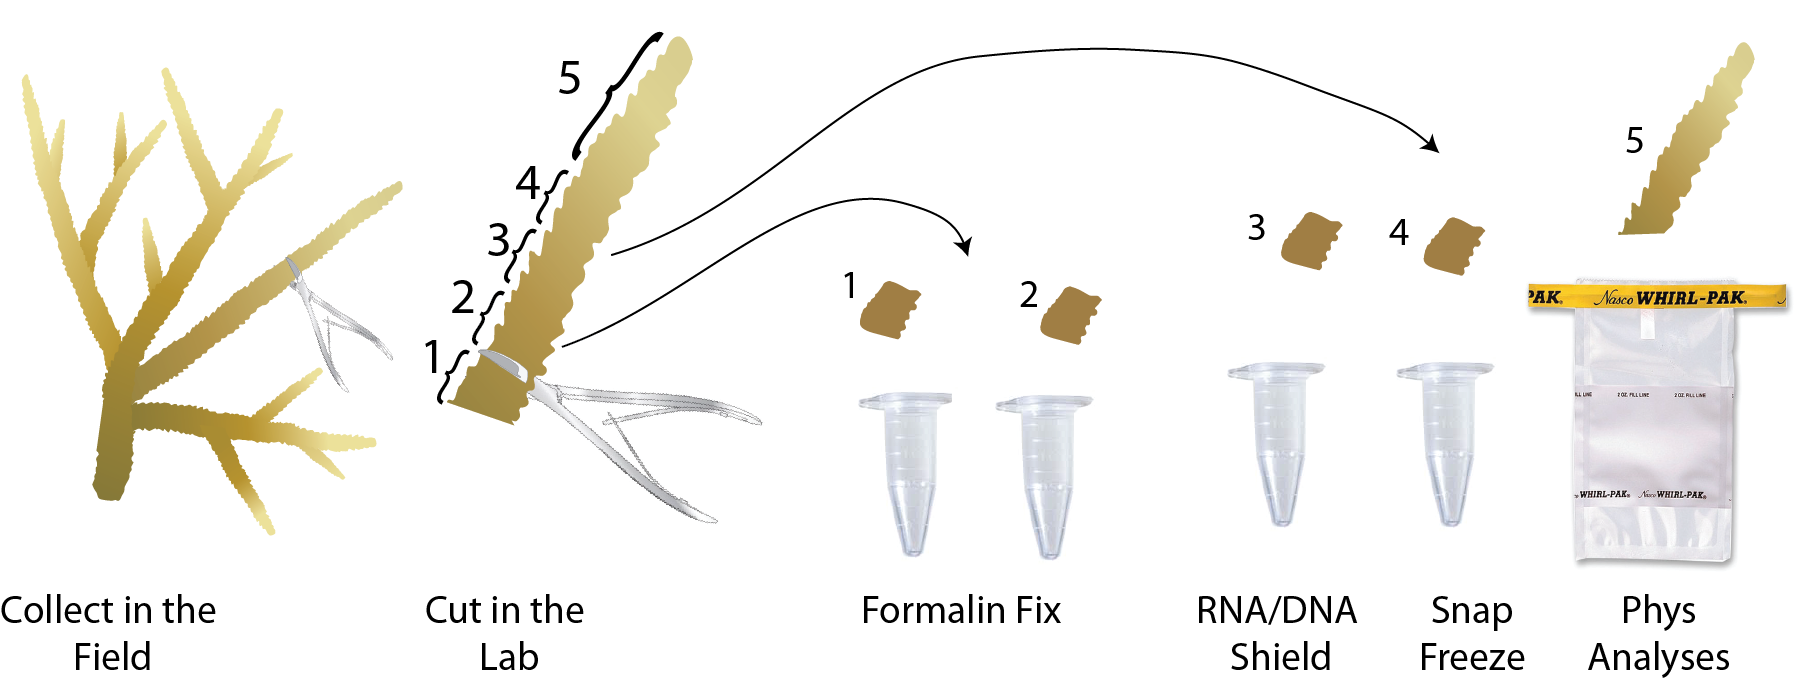 5
4
3
2
1
1
2
3
4
5
PAK®
Nasco WHIRL-PAK®
ILL LINE 2 OZ. FILL LINE 2 OZ. FILL LINE
WHIRL-PAK® Nasco WHIRL-PAK®
Collect in the
Field
Cut in the
Lab
Formalin Fix
RNA/DNA
Shield
Snap
Freeze
Phys
Analyses